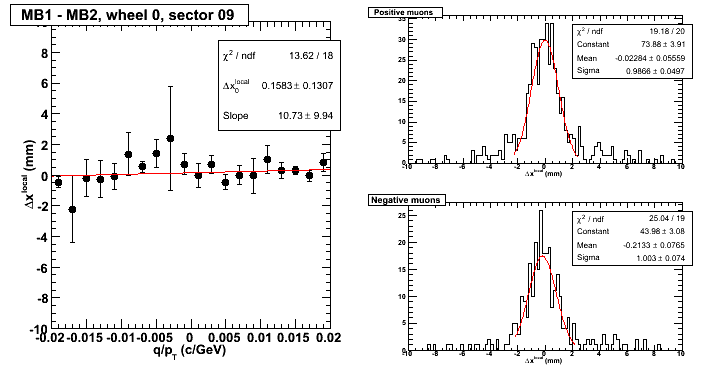 MB1 - MB2, wheel 0, sector 09
χ² / ndf 13.62 / 18
Δx₀^local 0.1583 ± 0.1307
Slope 10.73 ± 9.94
Δx^local (mm)
8
6
4
2
0
-2
-4
-6
-8
-10
-0.02 -0.015 -0.01 -0.005 0 0.005 0.01 0.015 0.02
q/p_T (c/GeV)
Positive muons
χ² / ndf 19.18 / 20
Constant 73.88 ± 3.91
Mean -0.02284 ± 0.05559
Sigma 0.9866 ± 0.0497
35
30
25
20
15
10
5
0
-10 -8 -6 -4 -2 0 2 4 6 8 10
Δx^local (mm)
Negative muons
χ² / ndf 25.04 / 19
Constant 43.98 ± 3.08
Mean -0.2133 ± 0.0765
Sigma 1.003 ± 0.074
25
20
15
10
5
0
-10 -8 -6 -4 -2 0 2 4 6 8 10
Δx^local (mm)